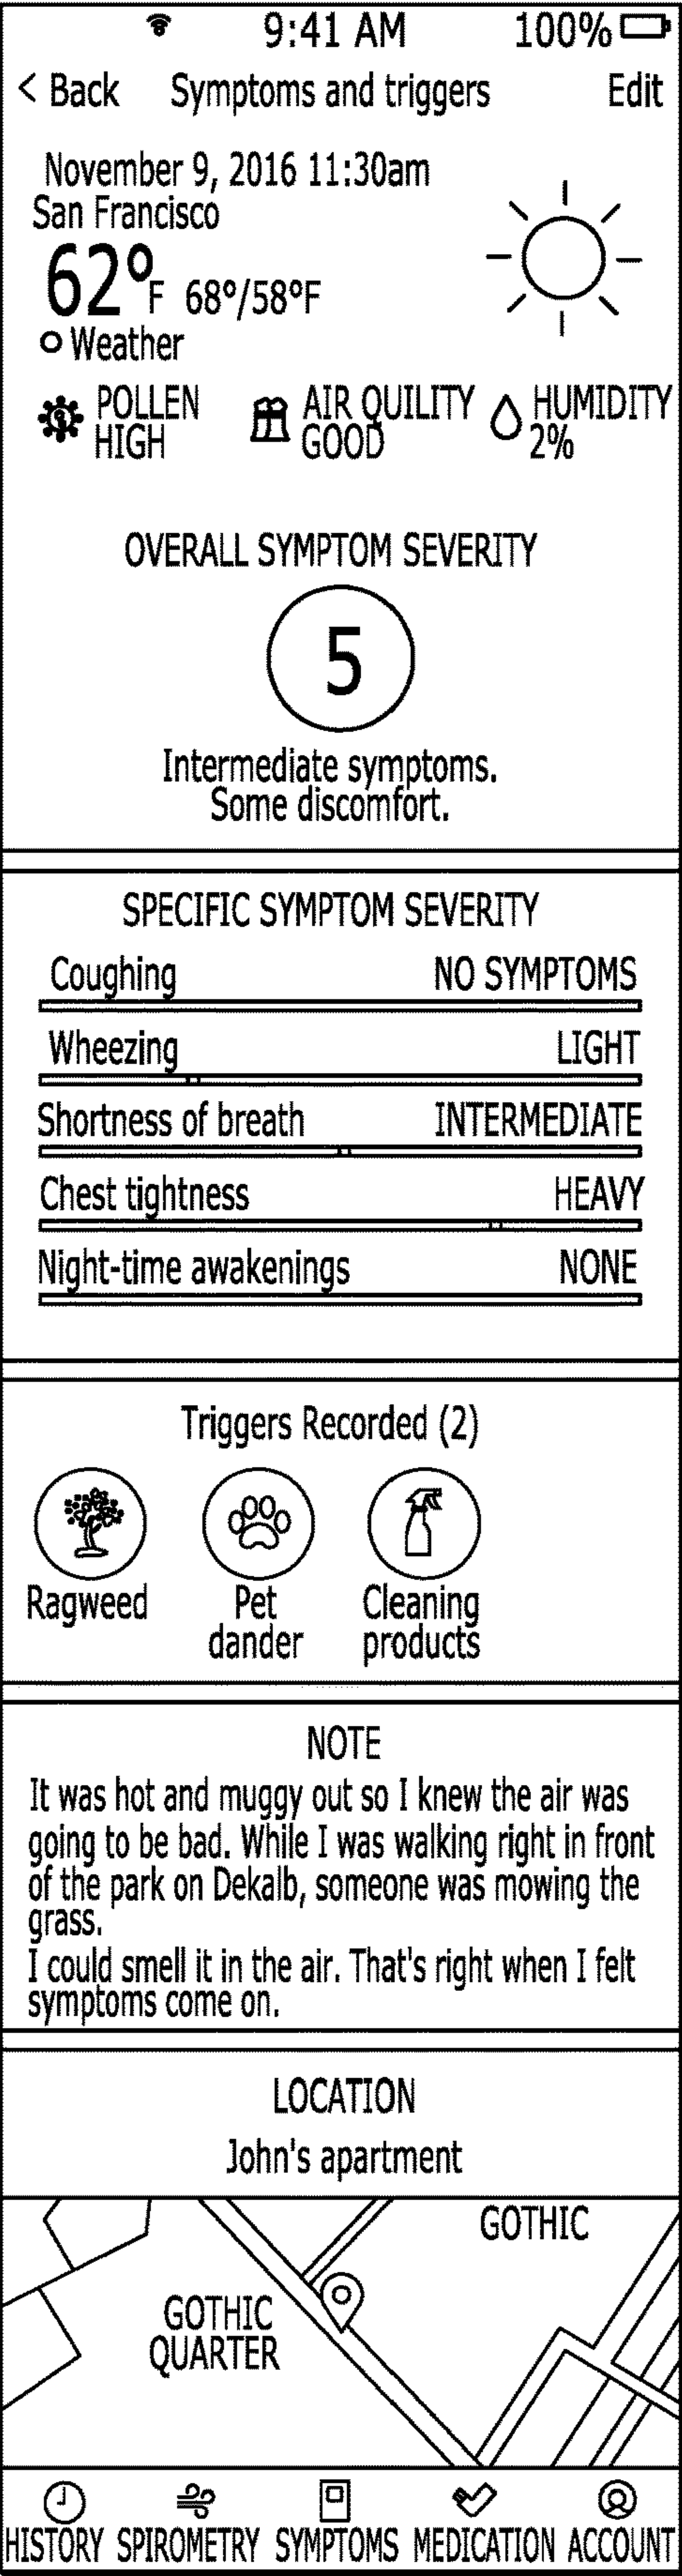 9:41 AM 100%
< Back Symptoms and triggers Edit
November 9, 2016 11:30am
San Francisco
62°F 68°/58°F
Weather
POLLEN AIR QUILITY HUMIDITY
HIGH GOOD 2%
OVERALL SYMPTOM SEVERITY
5
Intermediate symptoms.
Some discomfort.
SPECIFIC SYMPTOM SEVERITY
Coughing NO SYMPTOMS
Wheezing LIGHT
Shortness of breath INTERMEDIATE
Chest tightness HEAVY
Night-time awakenings NONE
Triggers Recorded (2)
Ragweed Pet Cleaning
dander products
NOTE
It was hot and muggy out so I knew the air was
going to be bad. While I was walking right in front
of the park on Dekalb, someone was mowing the
grass.
I could smell it in the air. That's right when I felt
symptoms come on.
LOCATION
John's apartment
GOTHIC
GOTHIC
QUARTER
HISTORY SPIROMETRY SYMPTOMS MEDICATION ACCOUNT